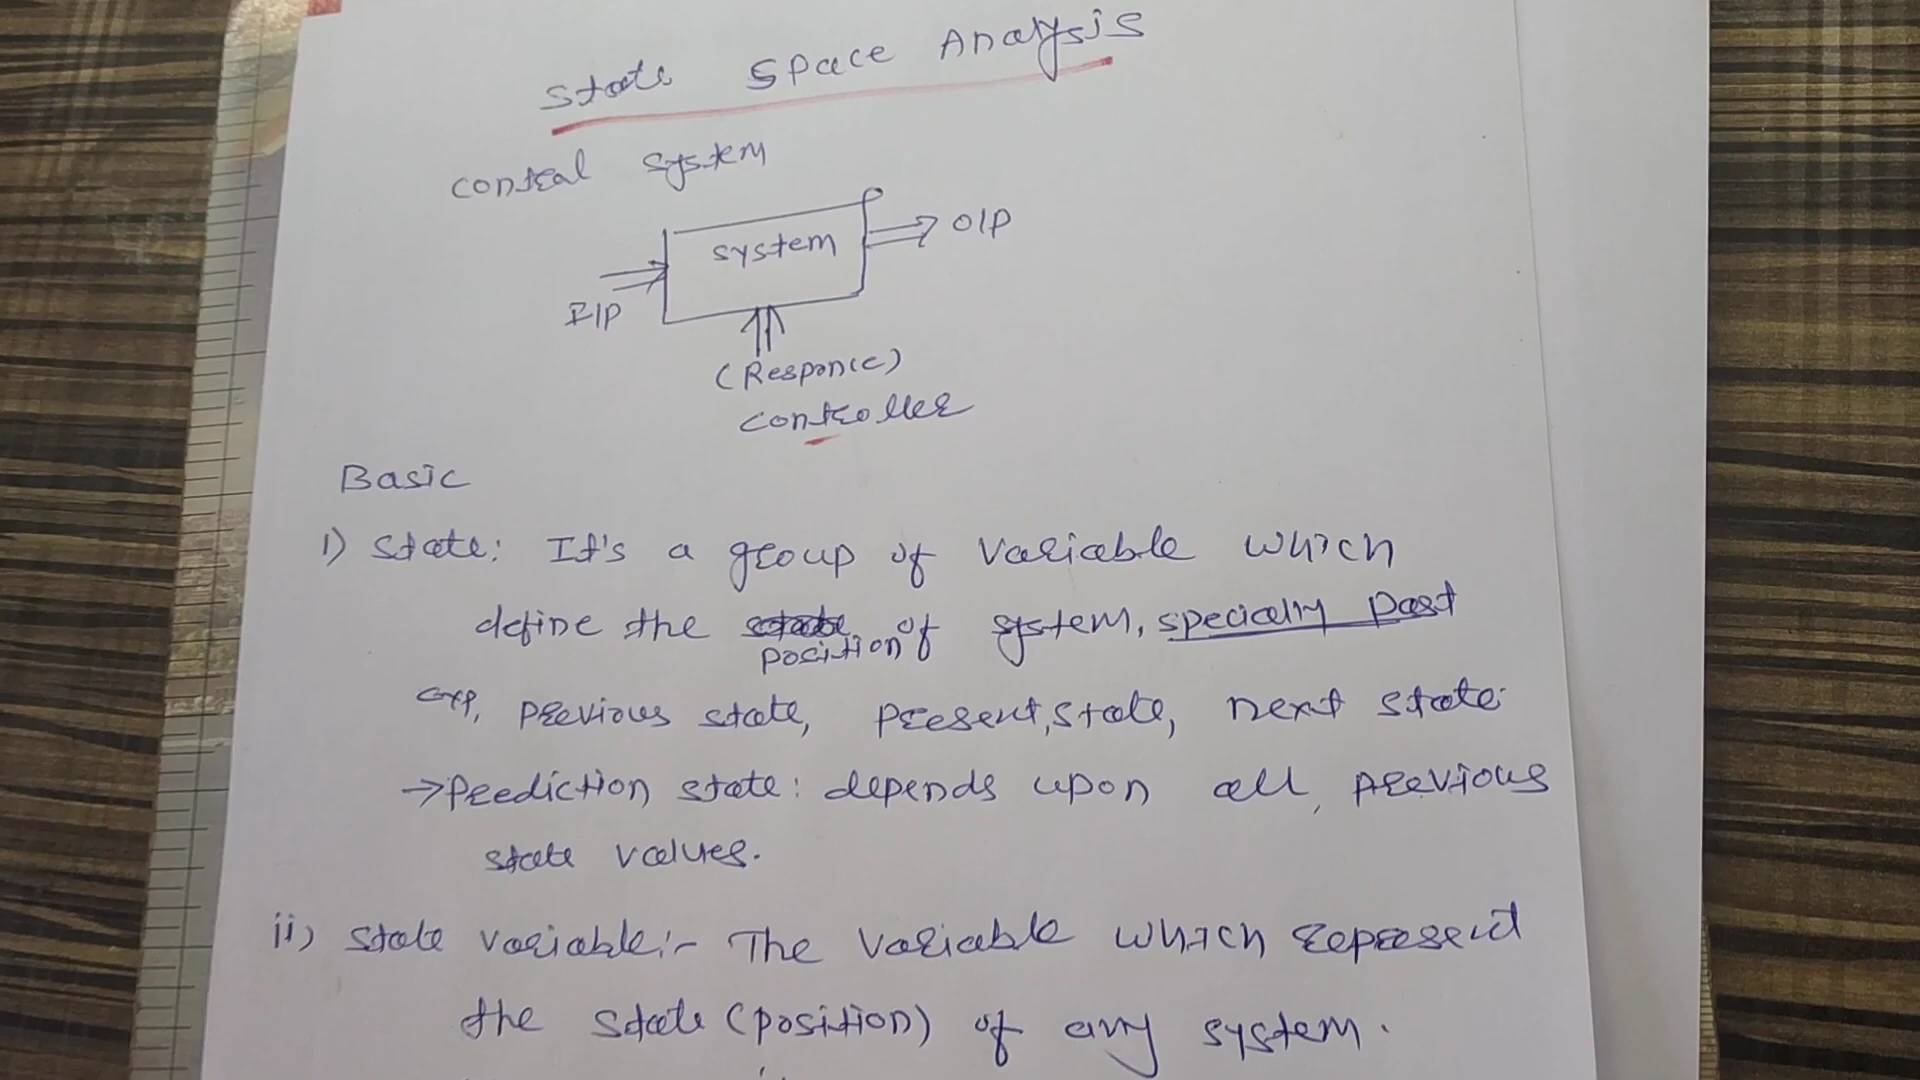 State Space Analysis
Control System
system
O/P
I/P
(Responce)
Controller
Basic
i) State: It's a group of Variable which
define the state position of system, specially past
exp, previous state, present, state, next state.
→ Prediction state: depends upon all, previous
state values.
ii) State variable:- The Variable which represent
the state (position) of any system.